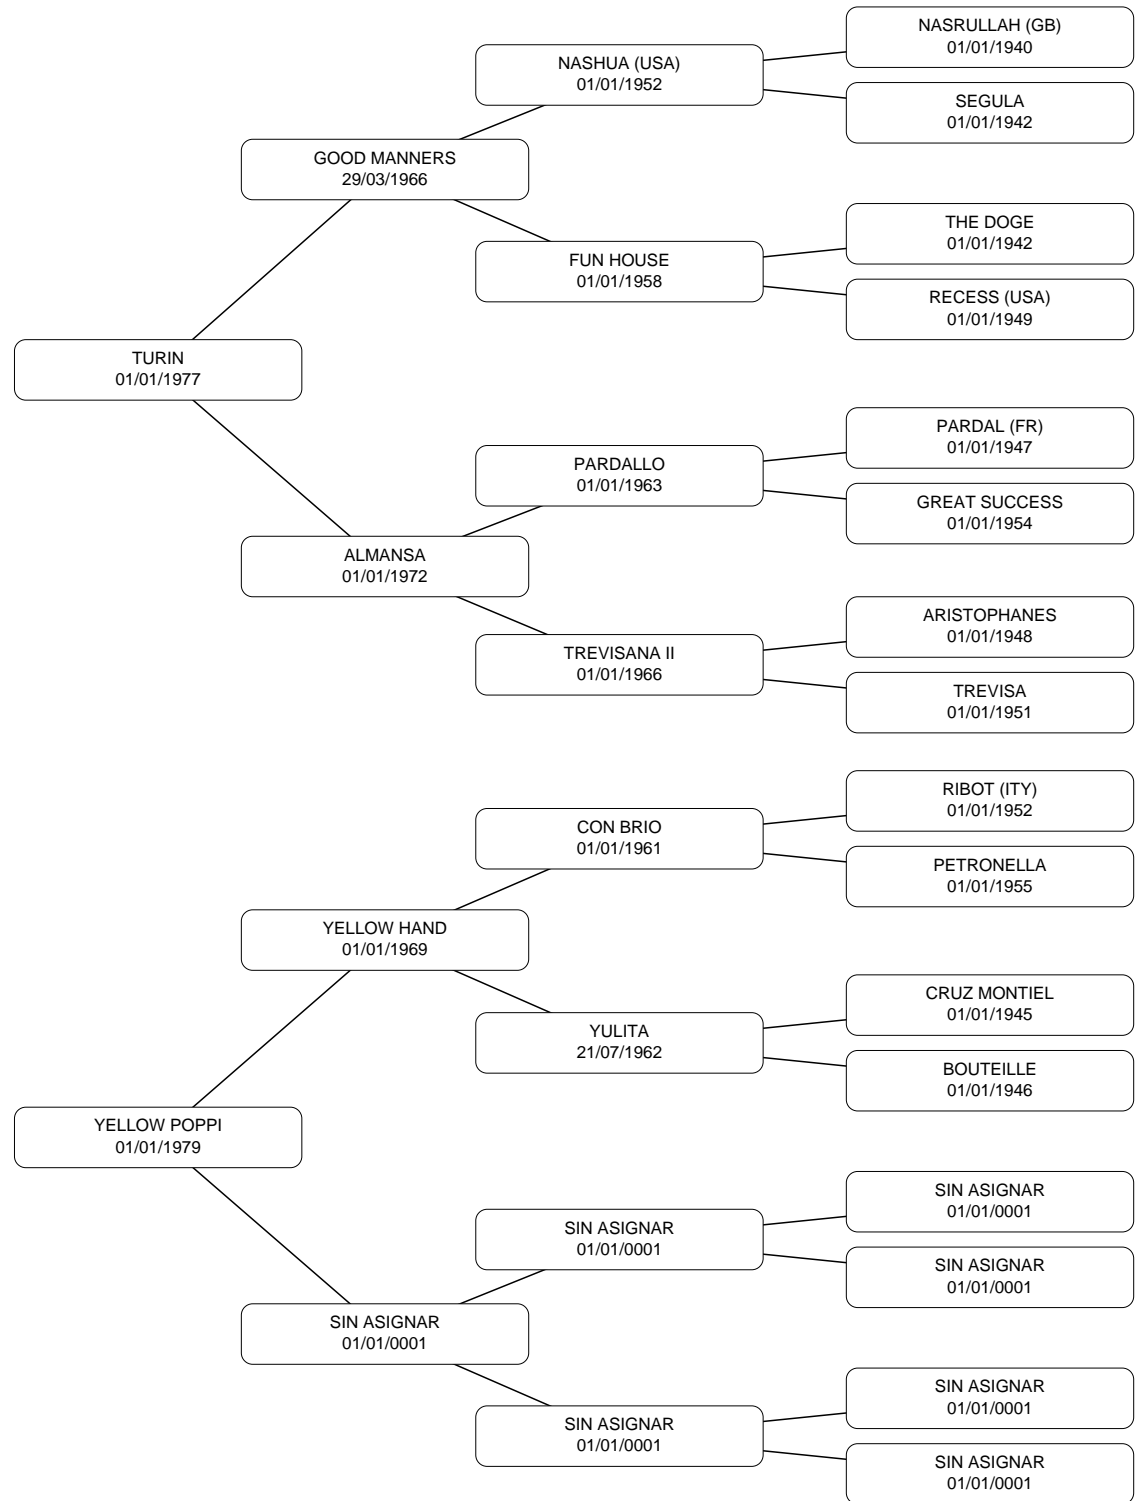 NASRULLAH (GB)
01/01/1940
NASHUA (USA)
01/01/1952
SEGULA
01/01/1942
GOOD MANNERS
29/03/1966
THE DOGE
01/01/1942
FUN HOUSE
01/01/1958
RECESS (USA)
01/01/1949
TURIN
01/01/1977
PARDAL (FR)
01/01/1947
PARDALLO
01/01/1963
GREAT SUCCESS
01/01/1954
ALMANSA
01/01/1972
ARISTOPHANES
01/01/1948
TREVISANA II
01/01/1966
TREVISA
01/01/1951
RIBOT (ITY)
01/01/1952
CON BRIO
01/01/1961
PETRONELLA
01/01/1955
YELLOW HAND
01/01/1969
CRUZ MONTIEL
01/01/1945
YULITA
21/07/1962
BOUTEILLE
01/01/1946
YELLOW POPPI
01/01/1979
SIN ASIGNAR
01/01/0001
SIN ASIGNAR
01/01/0001
SIN ASIGNAR
01/01/0001
SIN ASIGNAR
01/01/0001
SIN ASIGNAR
01/01/0001
SIN ASIGNAR
01/01/0001
SIN ASIGNAR
01/01/0001